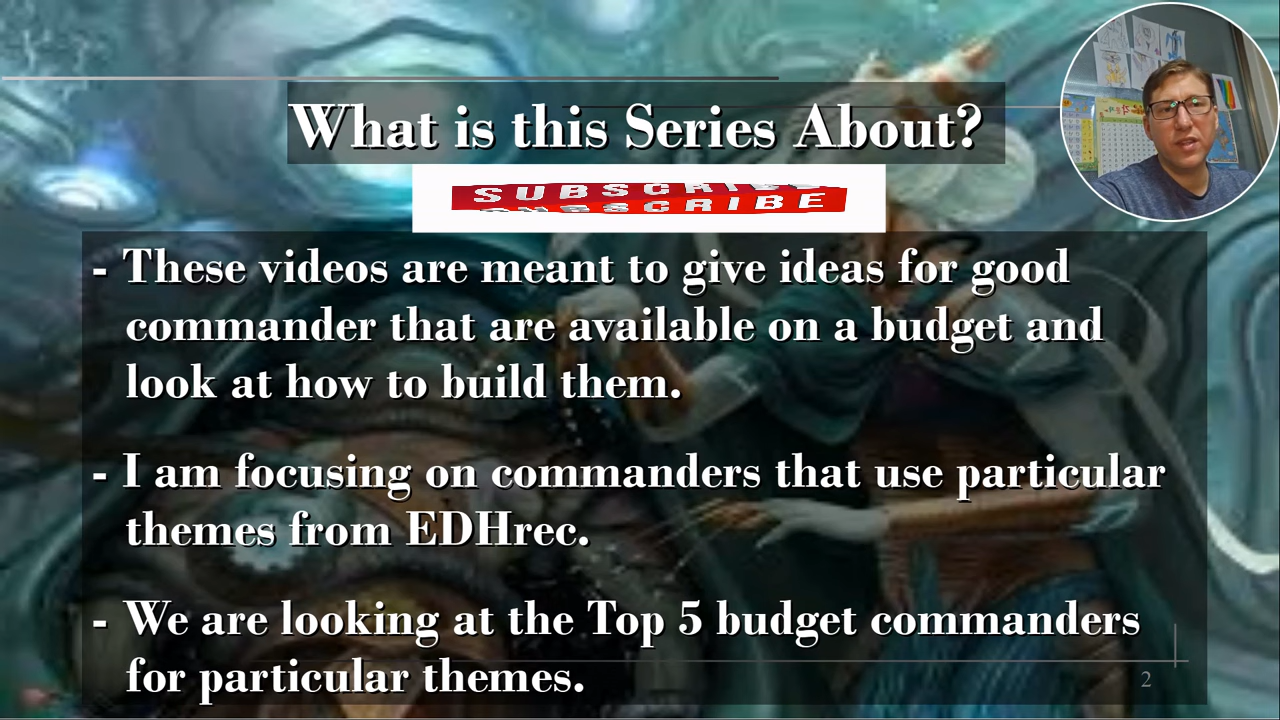 What is this Series About?
SUBSCRIBE
SUBSCRIBE
- These videos are meant to give ideas for good
commander that are available on a budget and
look at how to build them.
- I am focusing on commanders that use particular
themes from EDHrec.
- We are looking at the Top 5 budget commanders
for particular themes.
2